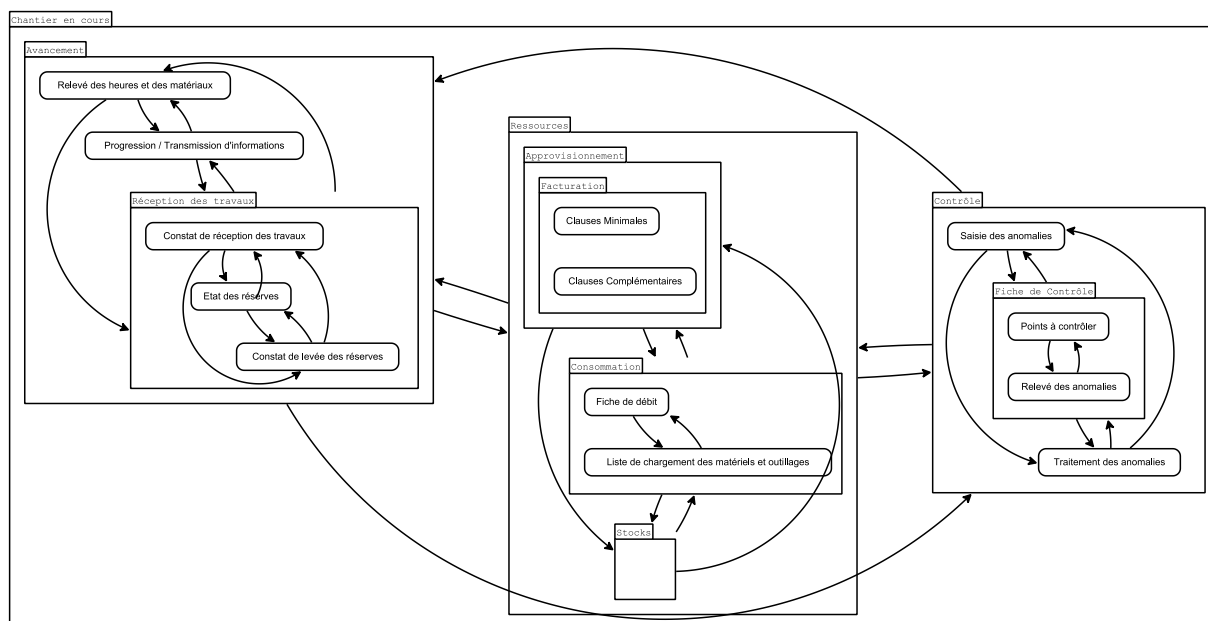 Chantier en cours
Avancement
Relevé des heures et des matériaux
Progression / Transmission d'informations
Réception des travaux
Constat de réception des travaux
Etat des réserves
Constat de levée des réserves
Ressources
Approvisionnement
Facturation
Clauses Minimales
Clauses Complémentaires
Consommation
Fiche de débit
Liste de chargement des matériels et outillages
Stocks
Contrôle
Saisie des anomalies
Fiche de Contrôle
Points à contrôler
Relevé des anomalies
Traitement des anomalies